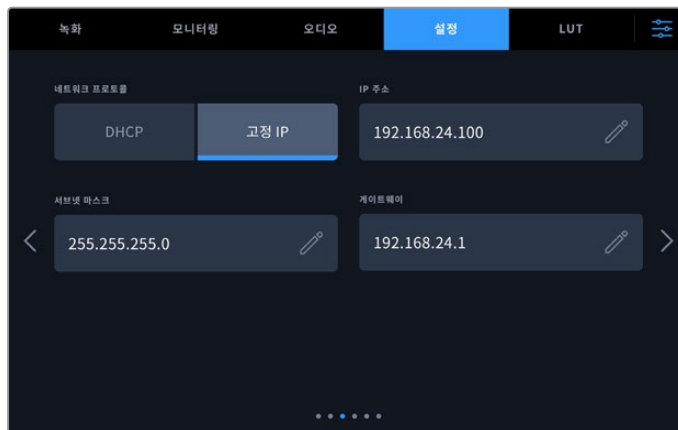 녹화 모니터링 오디오 설정 LUT
네트워크 프로토콜 IP 주소
DHCP 고정 IP 192.168.24.100
서브넷 마스크 게이트웨이
255.255.255.0 192.168.24.1